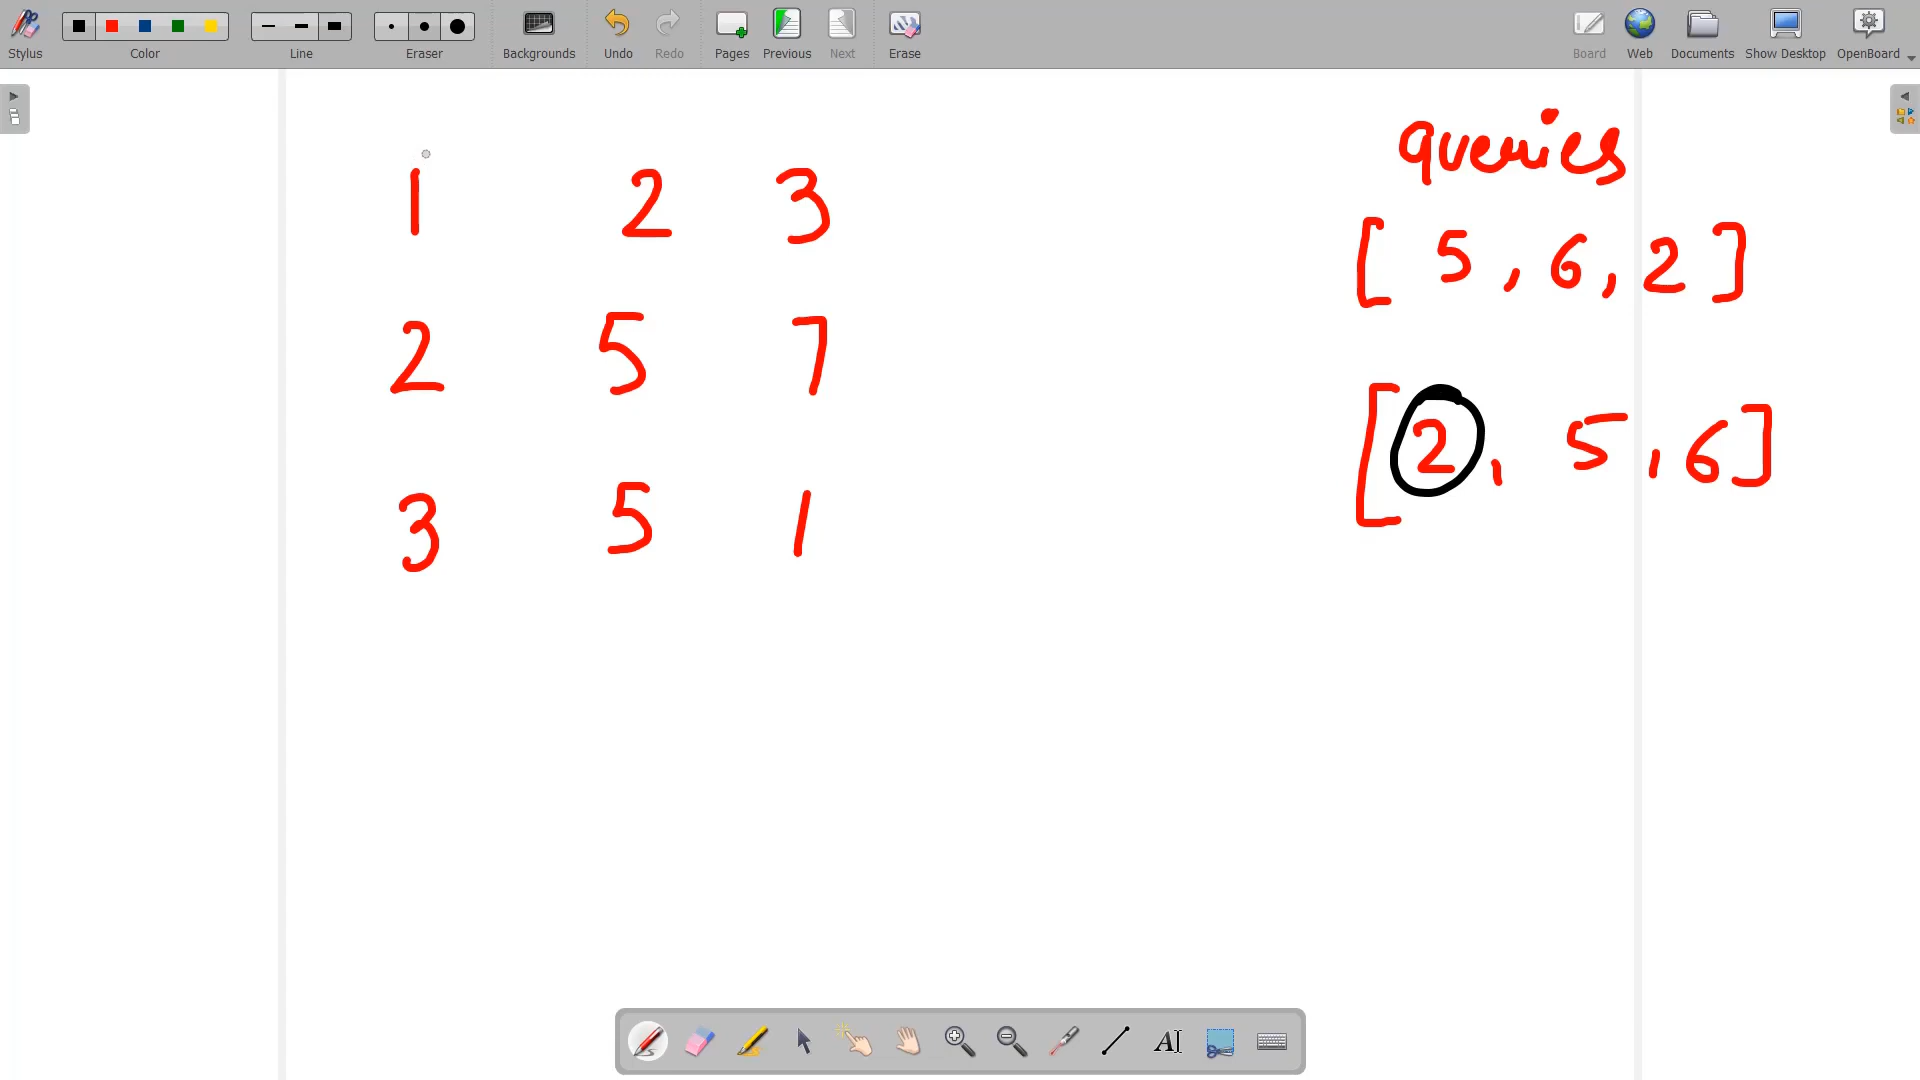 Stylus Color Line Eraser Backgrounds Undo Redo Pages Previous Next Erase Board Web Documents Show Desktop OpenBoard
queries
1 2 3
[ 5 , 6 , 2 ]
2 5 7
[ 2 , 5 , 6 ]
3 5 1
AI